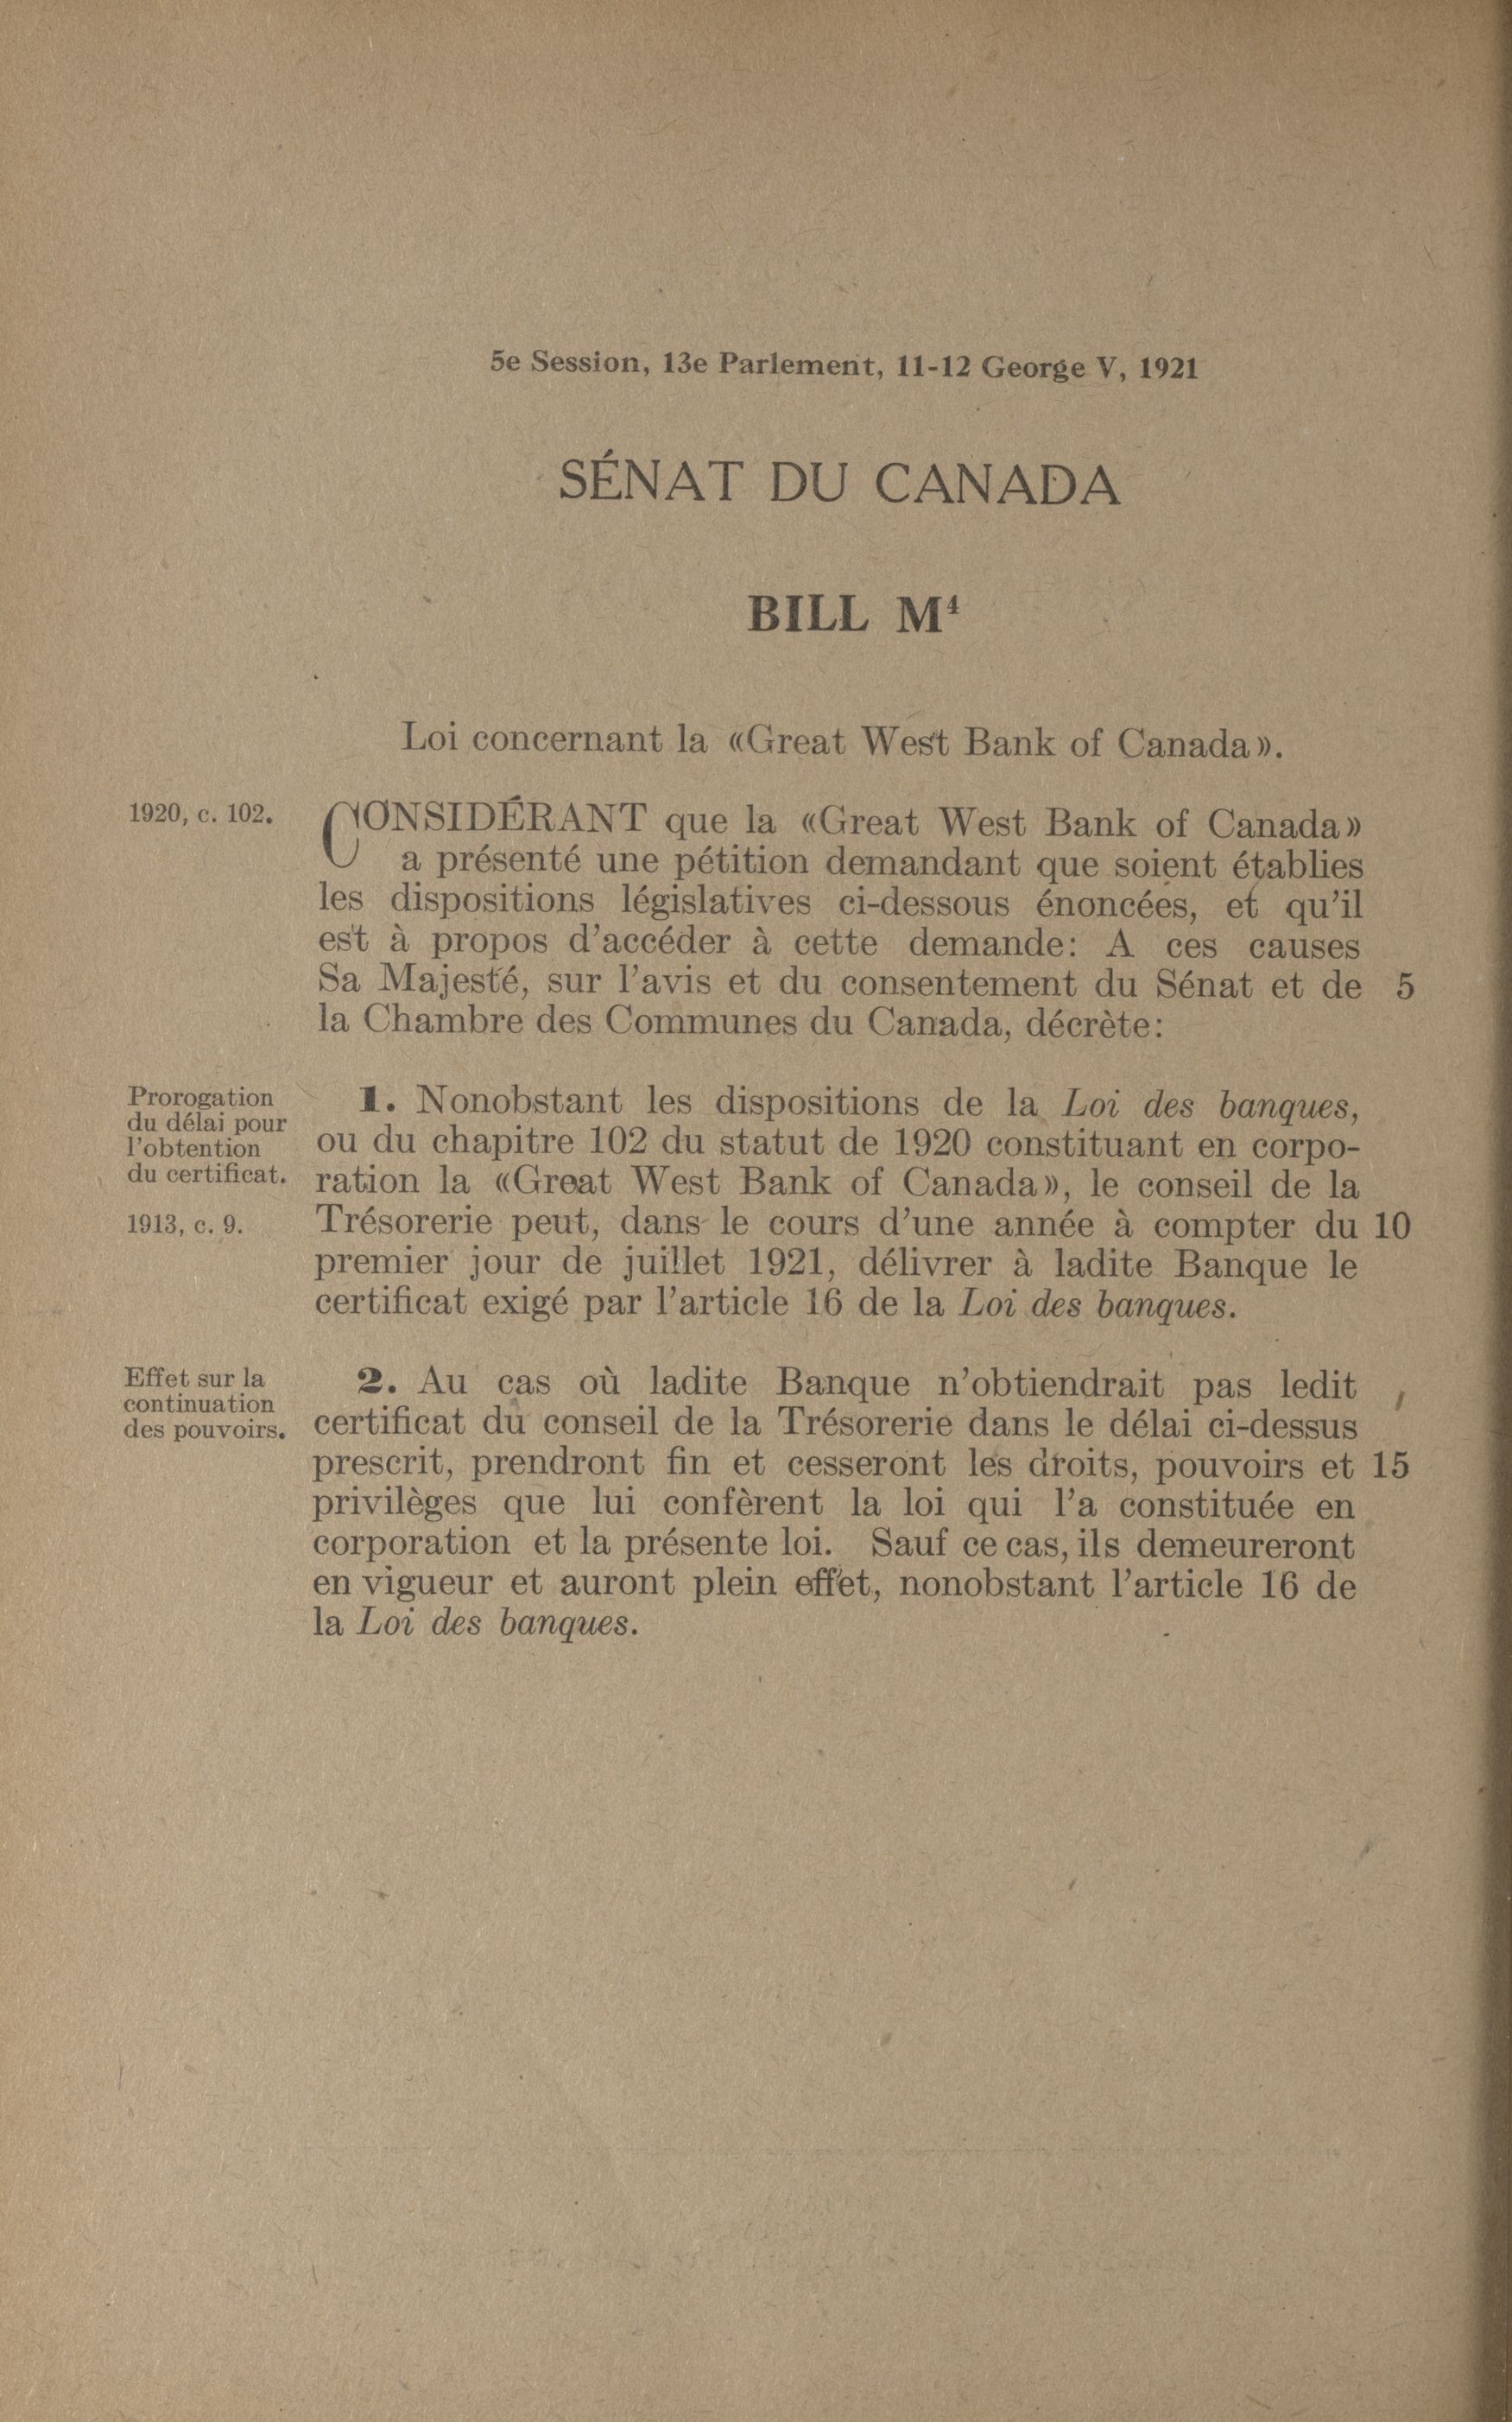 5e Session, 13e Parlement, 11-12 George V, 1921
SÉNAT DU CANADA
BILL M⁴
Loi concernant la «Great West Bank of Canada».
1920, c. 102.
CONSIDÉRANT que la «Great West Bank of Canada»
a présenté une pétition demandant que soient établies
les dispositions législatives ci-dessous énoncées, et qu'il
est à propos d'accéder à cette demande: A ces causes
Sa Majesté, sur l'avis et du consentement du Sénat et de 5
la Chambre des Communes du Canada, décrète:
Prorogation
du délai pour
l'obtention
du certificat.
1913, c. 9.
1. Nonobstant les dispositions de la Loi des banques,
ou du chapitre 102 du statut de 1920 constituant en corpo-
ration la «Great West Bank of Canada», le conseil de la
Trésorerie peut, dans le cours d'une année à compter du 10
premier jour de juillet 1921, délivrer à ladite Banque le
certificat exigé par l'article 16 de la Loi des banques.
Effet sur la
continuation
des pouvoirs.
2. Au cas où ladite Banque n'obtiendrait pas ledit
certificat du conseil de la Trésorerie dans le délai ci-dessus
prescrit, prendront fin et cesseront les droits, pouvoirs et 15
privilèges que lui confèrent la loi qui l'a constituée en
corporation et la présente loi. Sauf ce cas, ils demeureront
en vigueur et auront plein effet, nonobstant l'article 16 de
la Loi des banques.